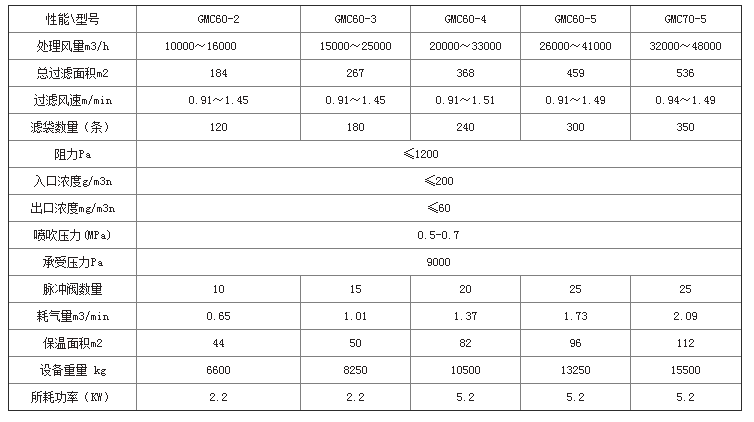 性能\型号 GMC60-2 GMC60-3 GMC60-4 GMC60-5 GMC70-5
处理风量m3/h 10000～16000 15000～25000 20000～33000 26000～41000 32000～48000
总过滤面积m2 184 267 368 459 536
过滤风速m/min 0.91～1.45 0.91～1.45 0.91～1.51 0.91～1.49 0.94～1.49
滤袋数量（条） 120 180 240 300 350
阻力Pa ≤1200
入口浓度g/m3n ≤200
出口浓度mg/m3n ≤60
喷吹压力(MPa) 0.5-0.7
承受压力Pa 9000
脉冲阀数量 10 15 20 25 25
耗气量m3/min 0.65 1.01 1.37 1.73 2.09
保温面积m2 44 50 82 96 112
设备重量 kg 6600 8250 10500 13250 15500
所耗功率（KW） 2.2 2.2 5.2 5.2 5.2